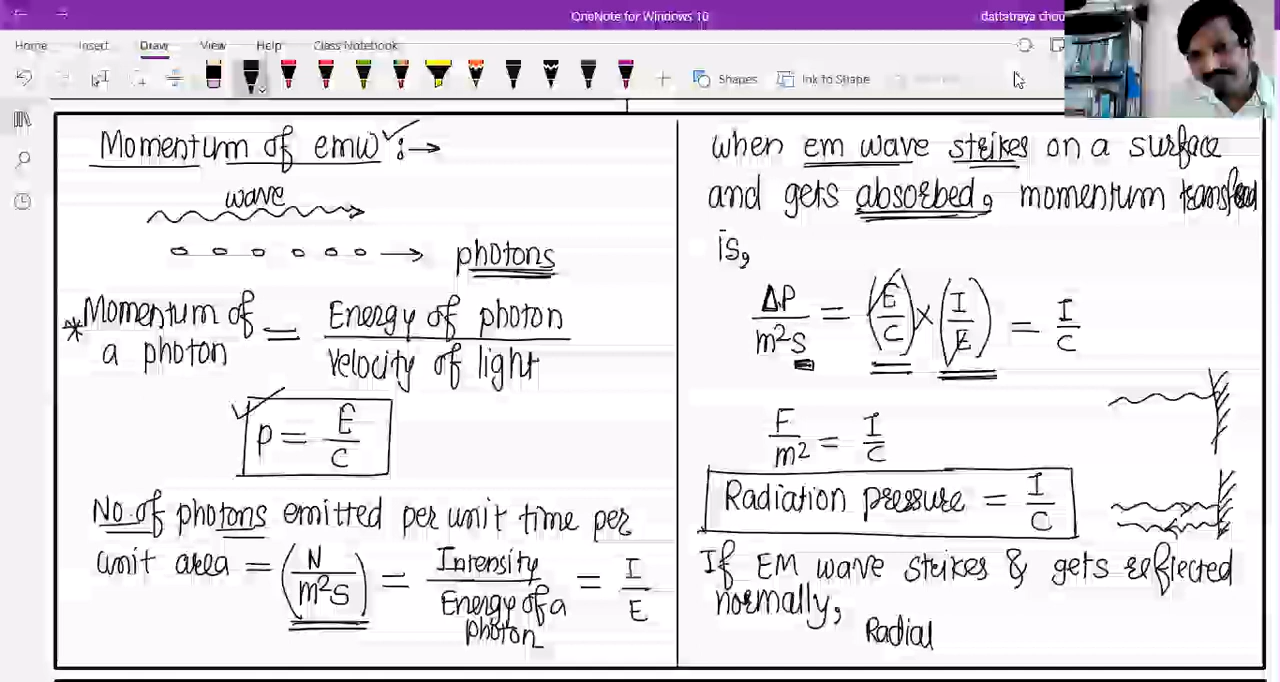 OneNote for Windows 10
dattatraya chou
Home Insert Draw View Help Class Notebook
Shapes Ink to Shape
Momentum of emw :→
wave
photons
* Momentum of a photon = Energy of photon / Velocity of light
p = E / C
No. of photons emitted per unit time per
unit area = (N / m²s) = Intensity / Energy of a photon = I / E
when em wave strikes on a surface
and gets absorbed, momentum
is,
ΔP / m²s = (E / C) × (I / E) = I / C
F / m² = I / C
Radiation pressure = I / C
If EM wave strikes & gets reflected
normally,
Radial